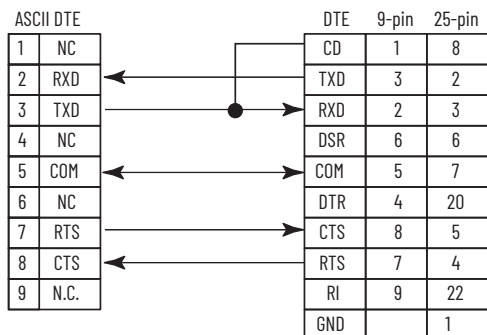 ASCII DTE DTE 9-pin 25-pin
1 NC CD 1 8
2 RXD TXD 3 2
3 TXD RXD 2 3
4 NC DSR 6 6
5 COM COM 5 7
6 NC DTR 4 20
7 RTS CTS 8 5
8 CTS RTS 7 4
9 N.C. RI 9 22
GND 1